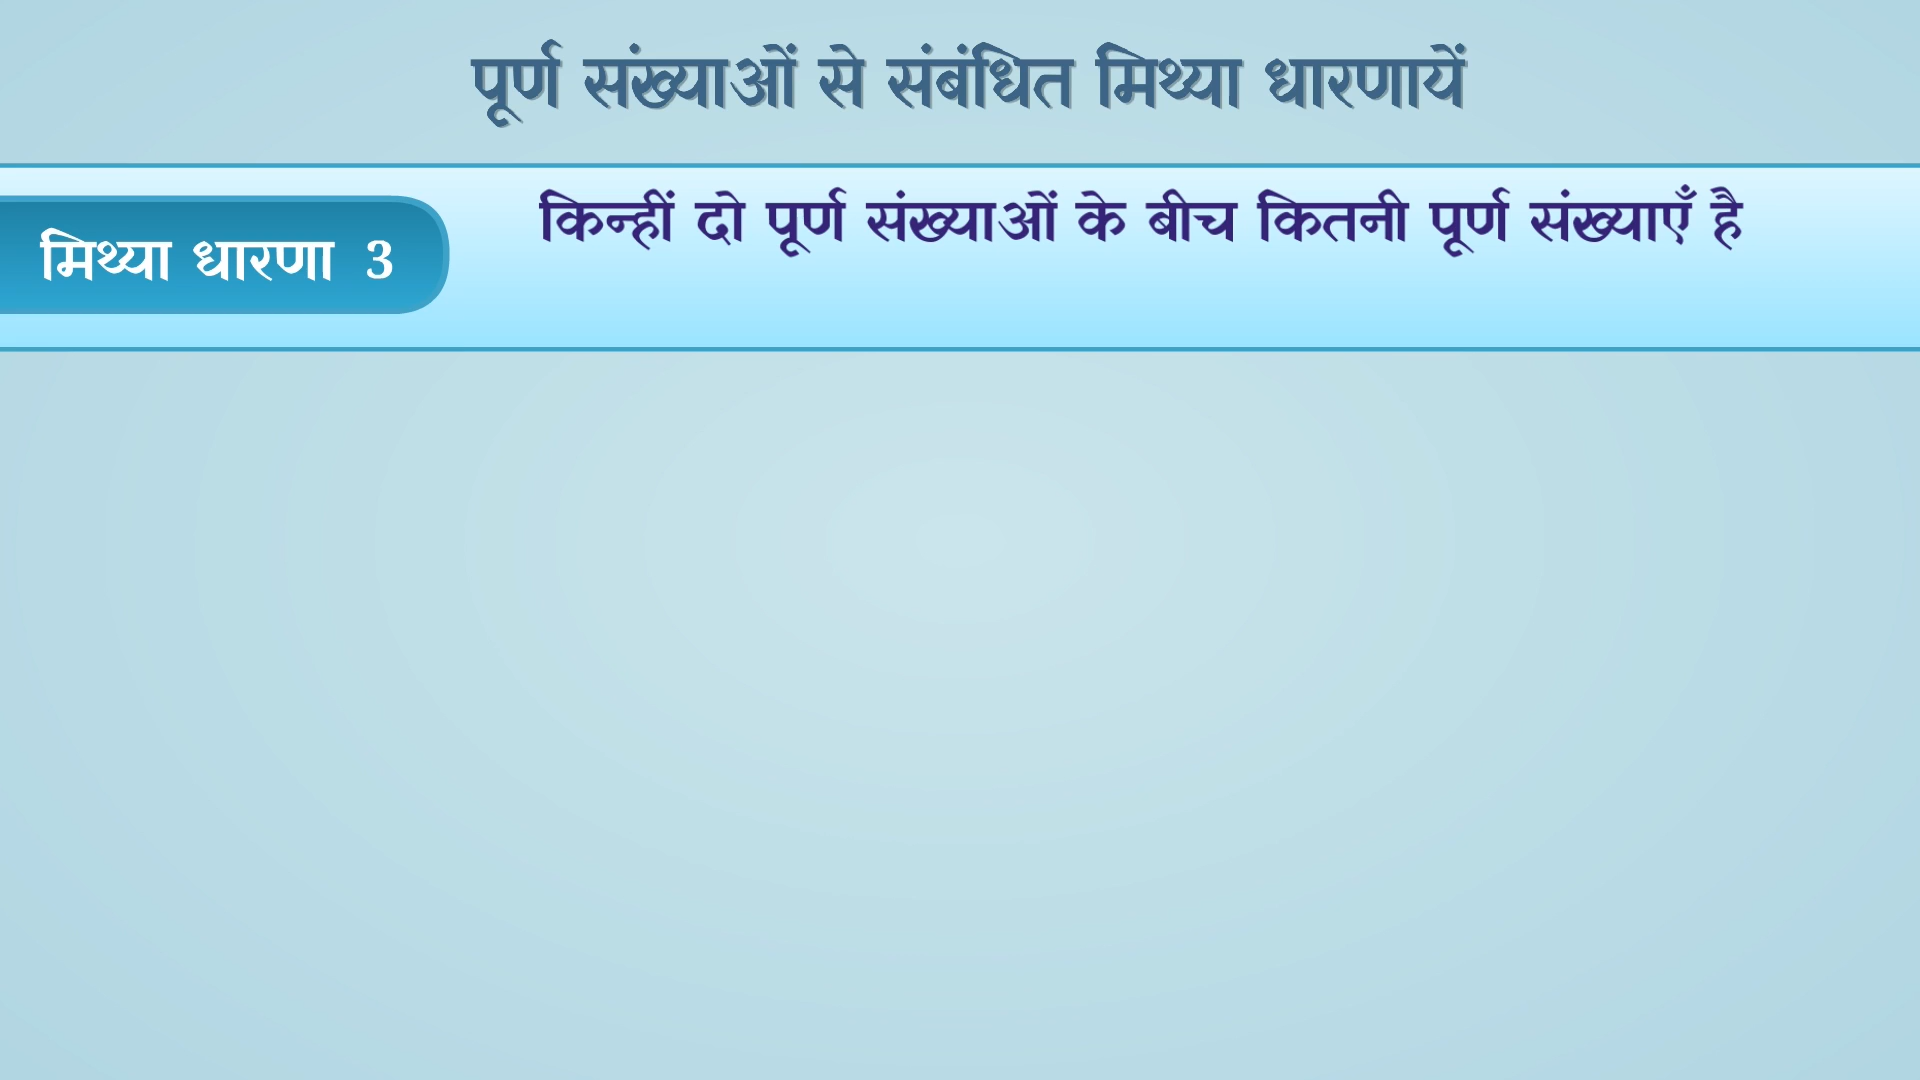 पूर्ण संख्याओं से संबंधित मिथ्या धारणायें
किन्हीं दो पूर्ण संख्याओं के बीच कितनी पूर्ण संख्याएँ है
मिथ्या धारणा 3